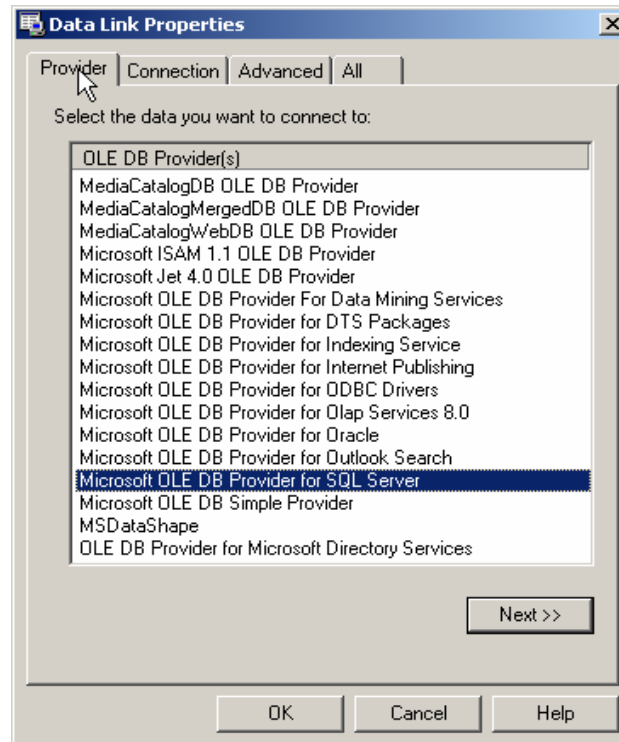 Data Link Properties
Provider Connection Advanced All
Select the data you want to connect to:
OLE DB Provider(s)
MediaCatalogDB OLE DB Provider
MediaCatalogMergedDB OLE DB Provider
MediaCatalogWebDB OLE DB Provider
Microsoft ISAM 1.1 OLE DB Provider
Microsoft Jet 4.0 OLE DB Provider
Microsoft OLE DB Provider For Data Mining Services
Microsoft OLE DB Provider for DTS Packages
Microsoft OLE DB Provider for Indexing Service
Microsoft OLE DB Provider for Internet Publishing
Microsoft OLE DB Provider for ODBC Drivers
Microsoft OLE DB Provider for Olap Services 8.0
Microsoft OLE DB Provider for Oracle
Microsoft OLE DB Provider for Outlook Search
Microsoft OLE DB Provider for SQL Server
Microsoft OLE DB Simple Provider
MSDataShape
OLE DB Provider for Microsoft Directory Services
Next >>
OK Cancel Help